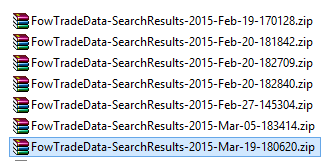 FowTradeData-SearchResults-2015-Feb-19-170128.zip
FowTradeData-SearchResults-2015-Feb-20-181842.zip
FowTradeData-SearchResults-2015-Feb-20-182709.zip
FowTradeData-SearchResults-2015-Feb-20-182840.zip
FowTradeData-SearchResults-2015-Feb-27-145304.zip
FowTradeData-SearchResults-2015-Mar-05-183414.zip
FowTradeData-SearchResults-2015-Mar-19-180620.zip